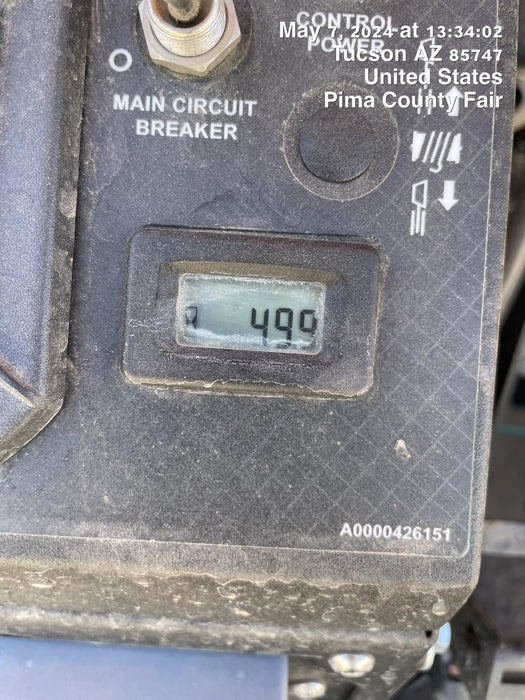 CONTROL
POWER
May 7, 2024 at 13:34:02
Tucson AZ 85747
United States
Pima County Fair
MAIN CIRCUIT
BREAKER
499
A0000426151